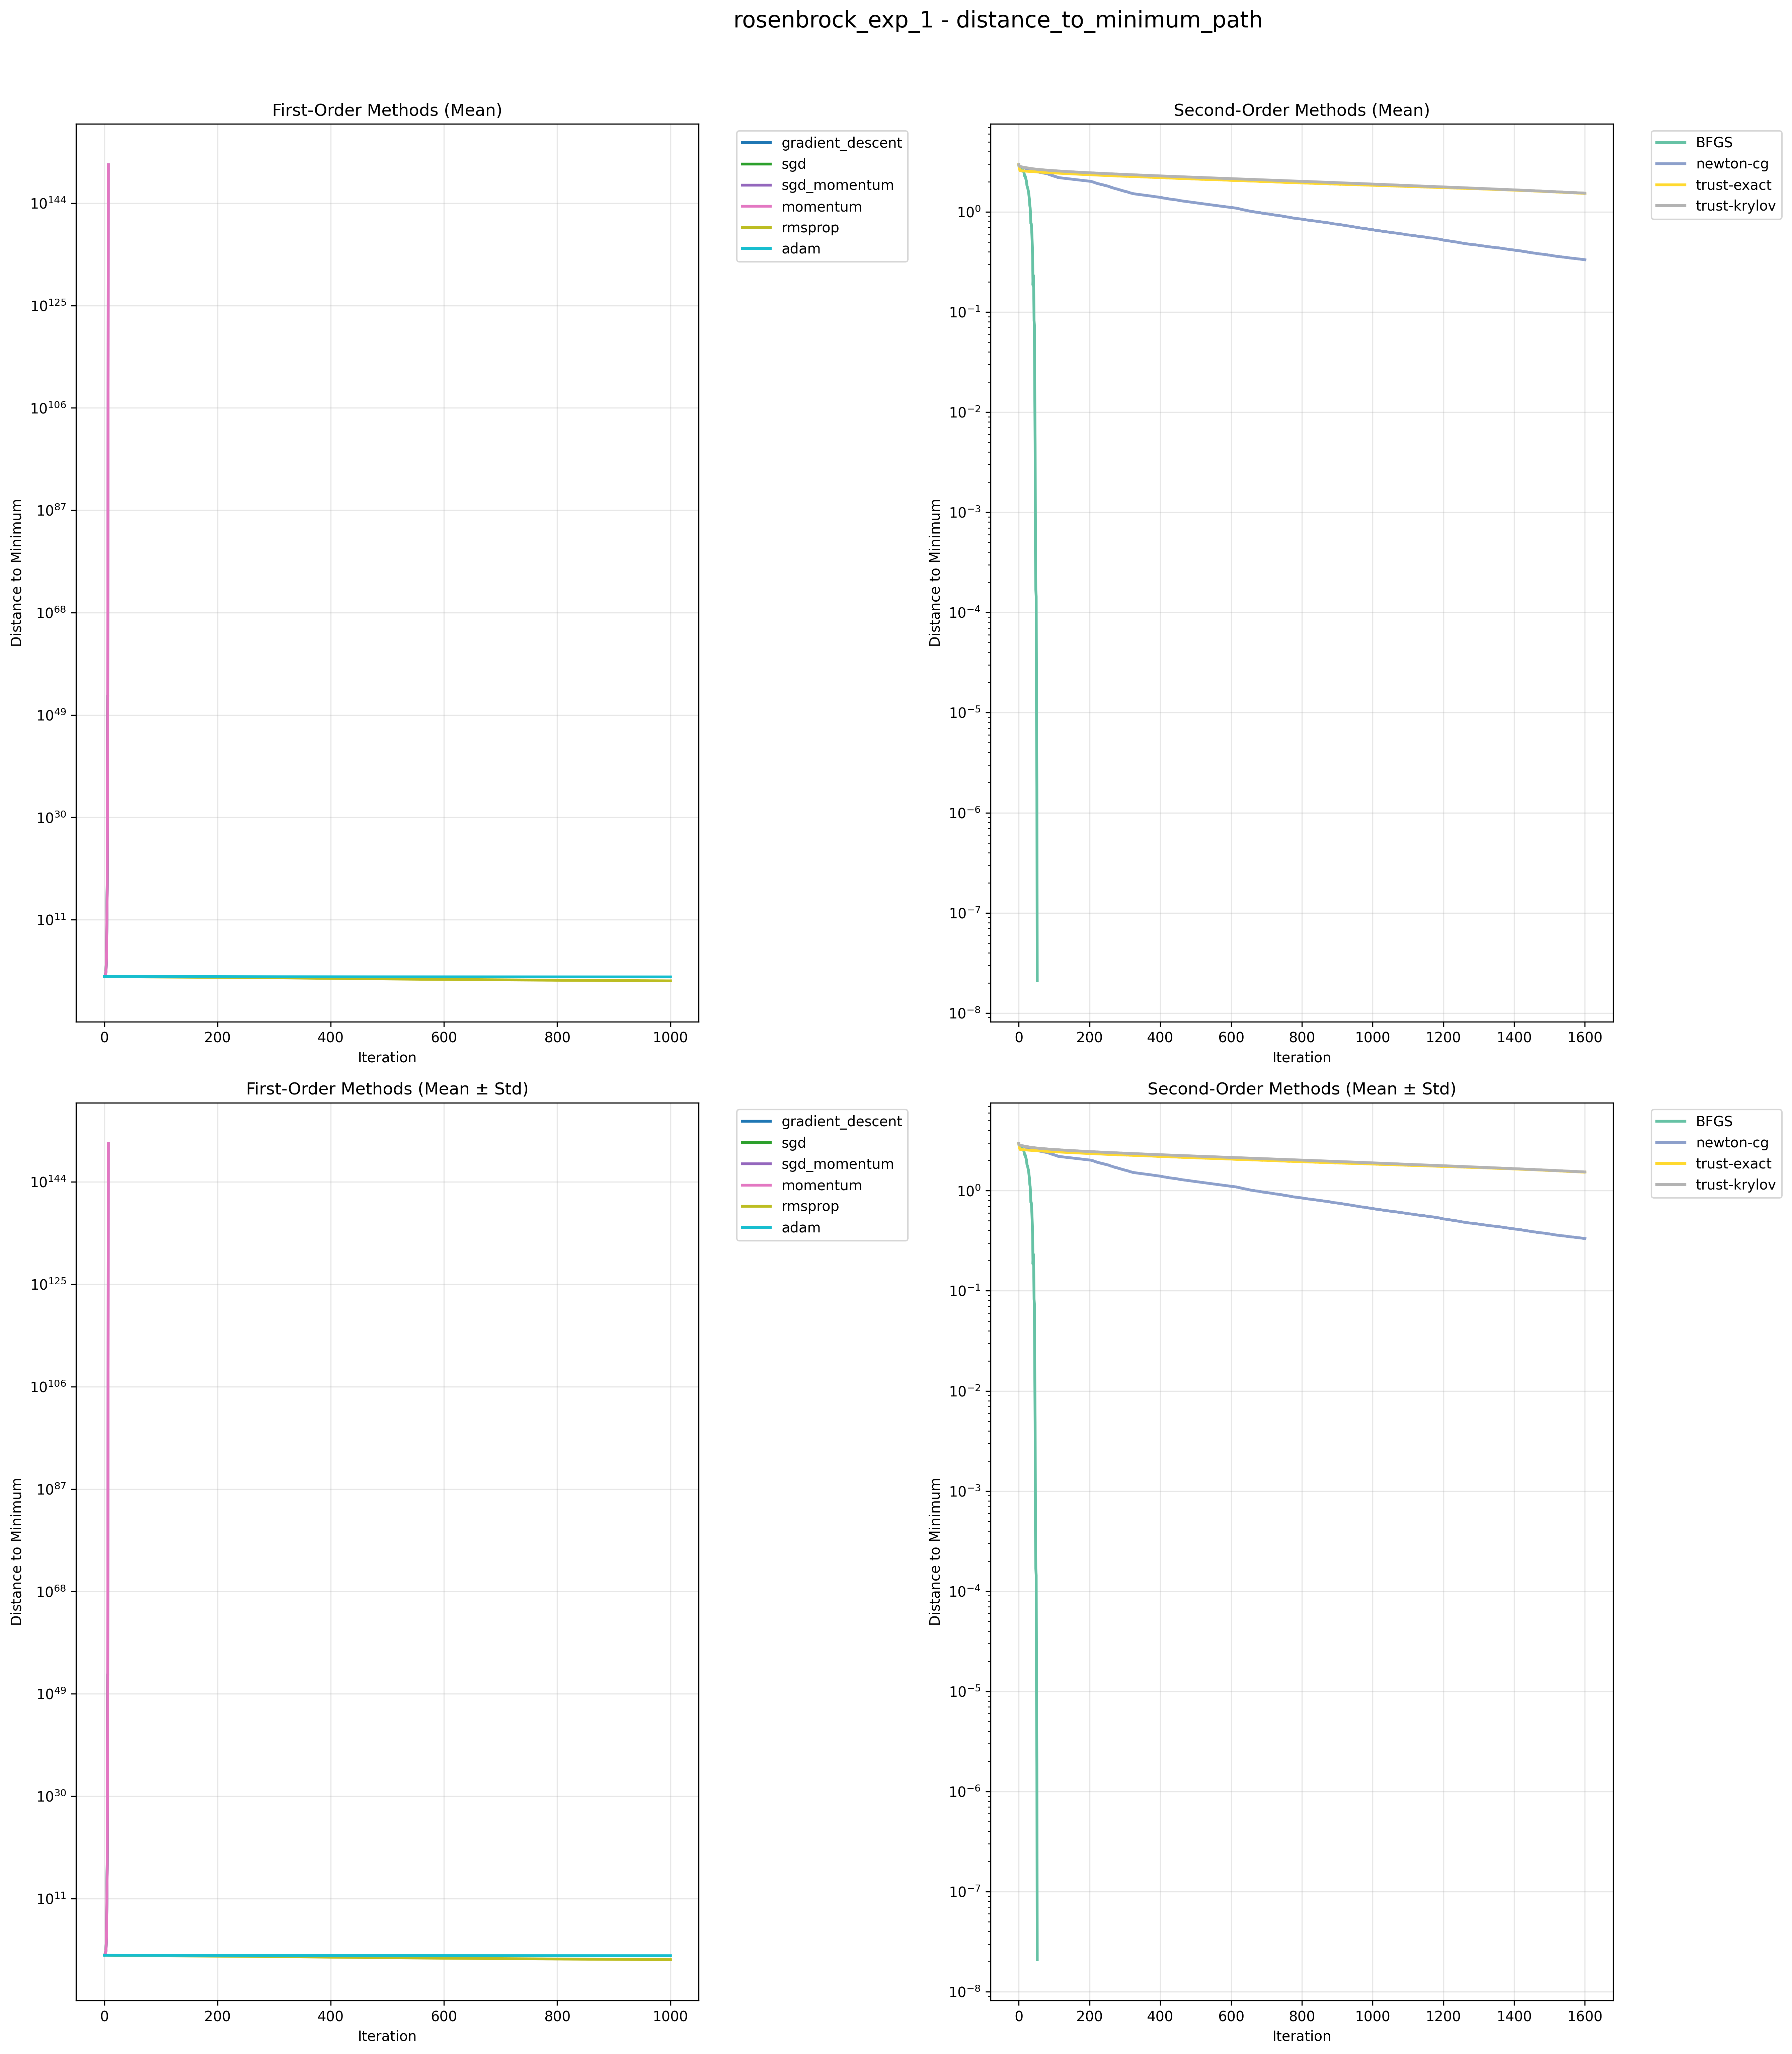 rosenbrock_exp_1 - distance_to_minimum_path
First-Order Methods (Mean)
Distance to Minimum
10^144
10^125
10^106
10^87
10^68
10^49
10^30
10^11
0 200 400 600 800 1000
Iteration
gradient_descent
sgd
sgd_momentum
momentum
rmsprop
adam
Second-Order Methods (Mean)
Distance to Minimum
10^0
10^-1
10^-2
10^-3
10^-4
10^-5
10^-6
10^-7
10^-8
0 200 400 600 800 1000 1200 1400 1600
Iteration
BFGS
newton-cg
trust-exact
trust-krylov
First-Order Methods (Mean ± Std)
Distance to Minimum
10^144
10^125
10^106
10^87
10^68
10^49
10^30
10^11
0 200 400 600 800 1000
Iteration
gradient_descent
sgd
sgd_momentum
momentum
rmsprop
adam
Second-Order Methods (Mean ± Std)
Distance to Minimum
10^0
10^-1
10^-2
10^-3
10^-4
10^-5
10^-6
10^-7
10^-8
0 200 400 600 800 1000 1200 1400 1600
Iteration
BFGS
newton-cg
trust-exact
trust-krylov